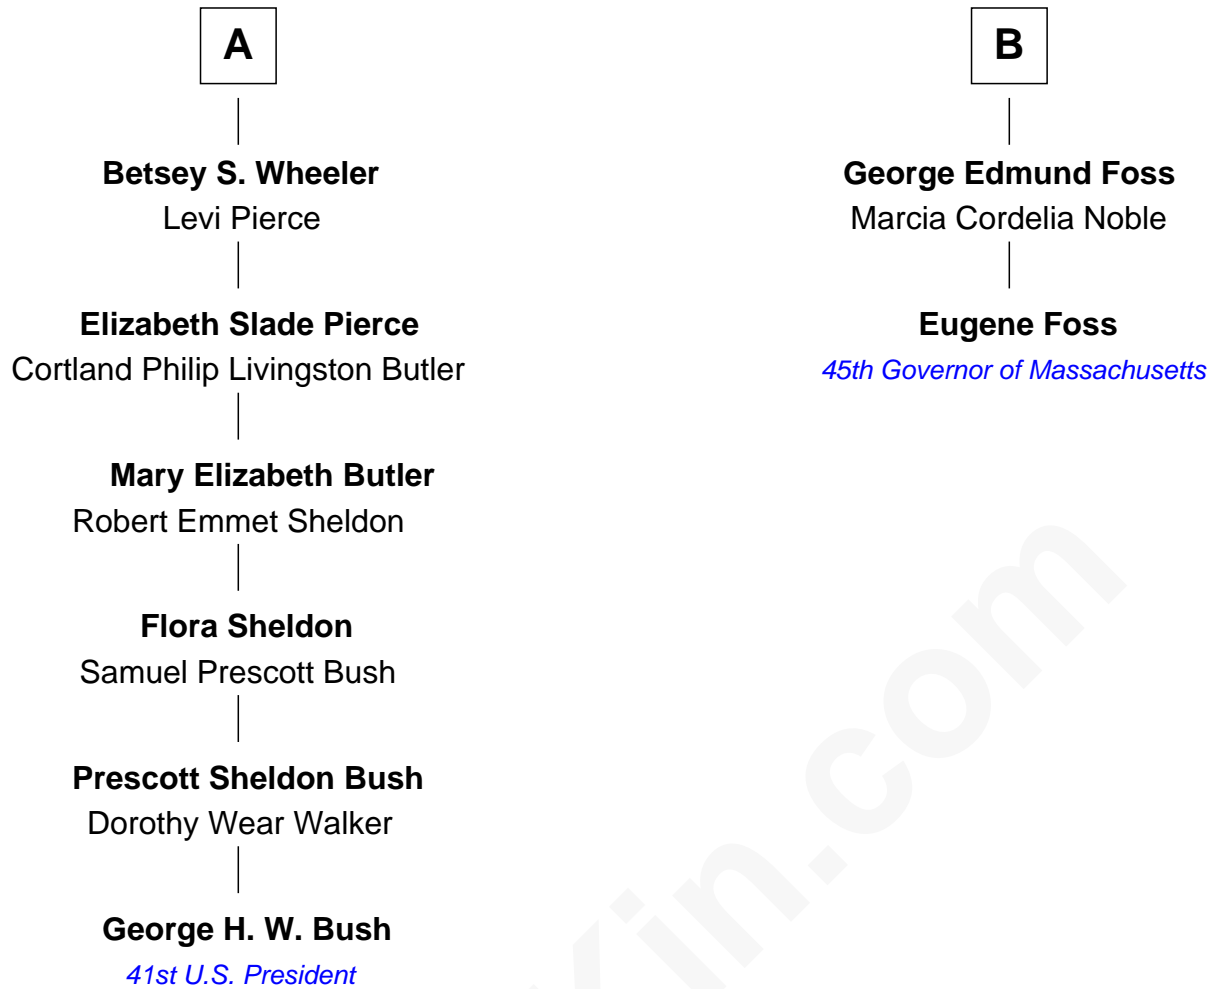 A
Betsey S. Wheeler
Levi Pierce
Elizabeth Slade Pierce
Cortland Philip Livingston Butler
Mary Elizabeth Butler
Robert Emmet Sheldon
Flora Sheldon
Samuel Prescott Bush
Prescott Sheldon Bush
Dorothy Wear Walker
George H. W. Bush
41st U.S. President
B
George Edmund Foss
Marcia Cordelia Noble
Eugene Foss
45th Governor of Massachusetts
Kin.com